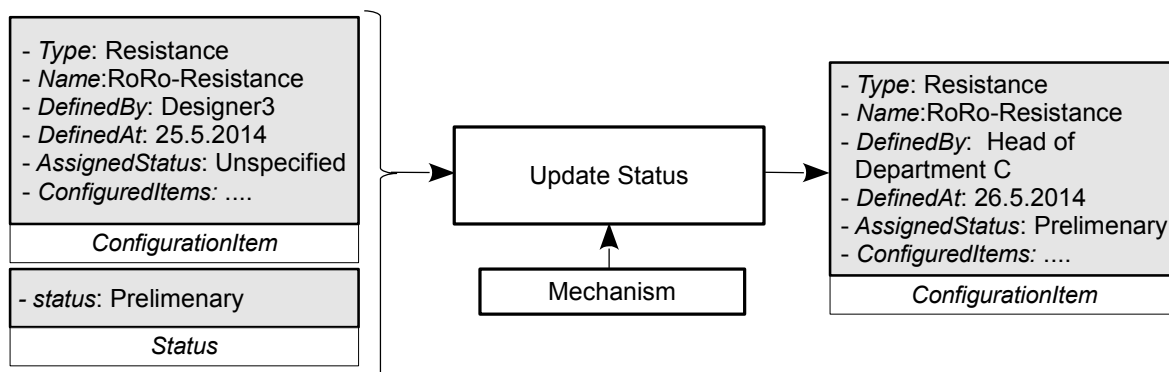 - Type: Resistance
- Name:RoRo-Resistance
- DefinedBy: Designer3
- DefinedAt: 25.5.2014
- AssignedStatus: Unspecified
- ConfiguredItems: ....
ConfigurationItem
- status: Prelimenary
Status
Update Status
Mechanism
- Type: Resistance
- Name:RoRo-Resistance
- DefinedBy: Head of
Department C
- DefinedAt: 26.5.2014
- AssignedStatus: Prelimenary
- ConfiguredItems: ....
ConfigurationItem